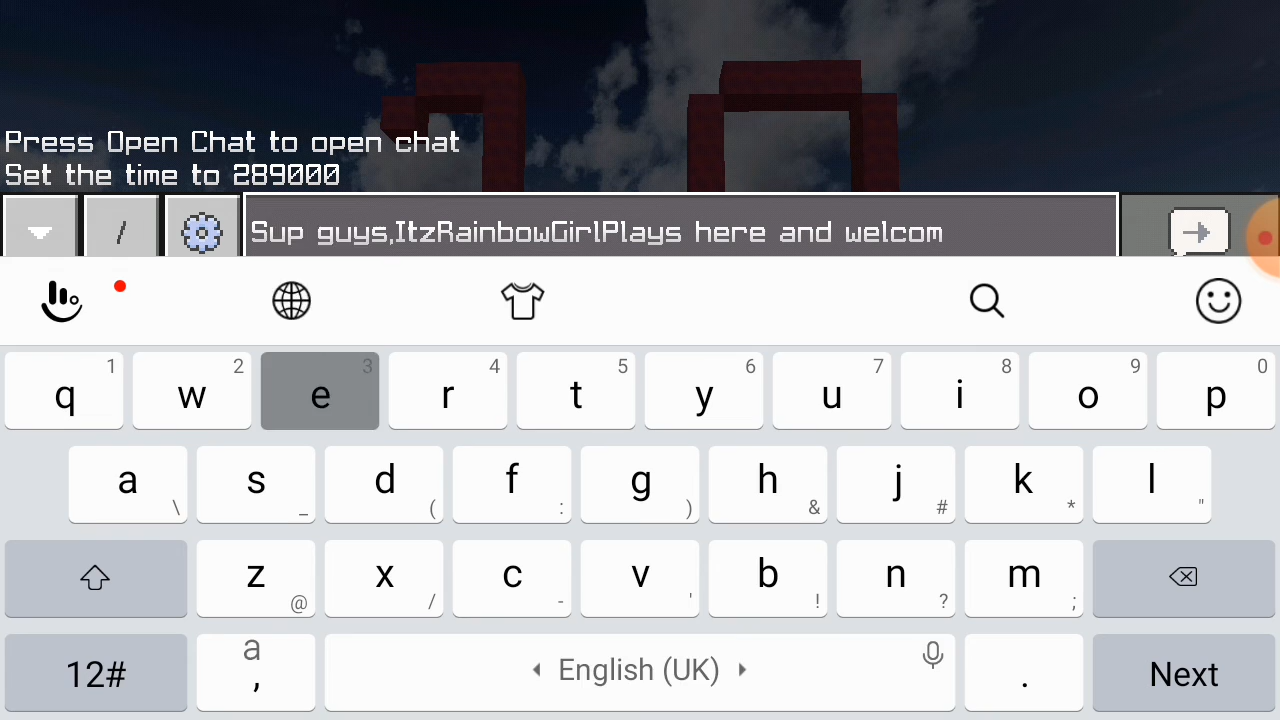 Press Open Chat to open chat
Set the time to 289000
/ Sup guys,ItzRainbowGirlPlays here and welcom
q 1 w 2 e 3 r 4 t 5 y 6 u 7 i 8 o 9 p 0
a \ s _ d ( f : g ) h & j # k * l "
z @ x / c - v ' b ! n ? m ;
12# a , English (UK) . Next